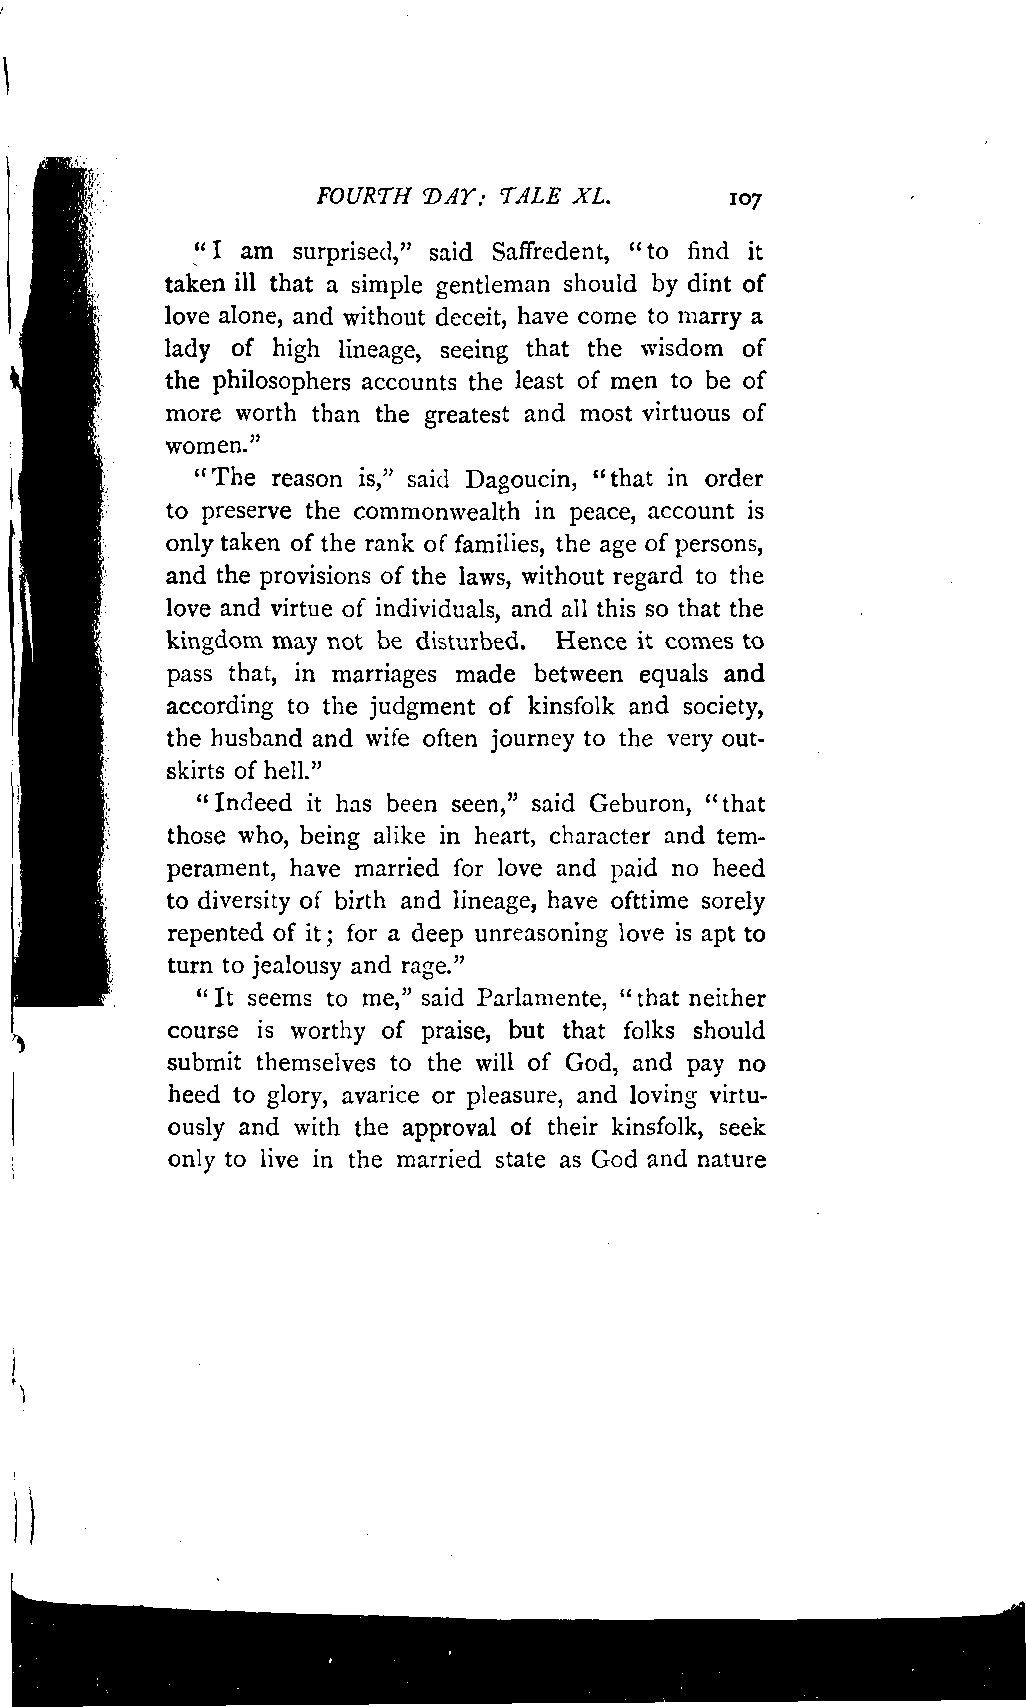 FOURTH DAY: TALE XL. 107
"I am surprised," said Saffredent, "to find it
taken ill that a simple gentleman should by dint of
love alone, and without deceit, have come to marry a
lady of high lineage, seeing that the wisdom of
the philosophers accounts the least of men to be of
more worth than the greatest and most virtuous of
women."
"The reason is," said Dagoucin, "that in order
to preserve the commonwealth in peace, account is
only taken of the rank of families, the age of persons,
and the provisions of the laws, without regard to the
love and virtue of individuals, and all this so that the
kingdom may not be disturbed. Hence it comes to
pass that, in marriages made between equals and
according to the judgment of kinsfolk and society,
the husband and wife often journey to the very out-
skirts of hell."
"Indeed it has been seen," said Geburon, "that
those who, being alike in heart, character and tem-
perament, have married for love and paid no heed
to diversity of birth and lineage, have ofttime sorely
repented of it; for a deep unreasoning love is apt to
turn to jealousy and rage."
"It seems to me," said Parlamente, "that neither
course is worthy of praise, but that folks should
submit themselves to the will of God, and pay no
heed to glory, avarice or pleasure, and loving virtu-
ously and with the approval of their kinsfolk, seek
only to live in the married state as God and nature